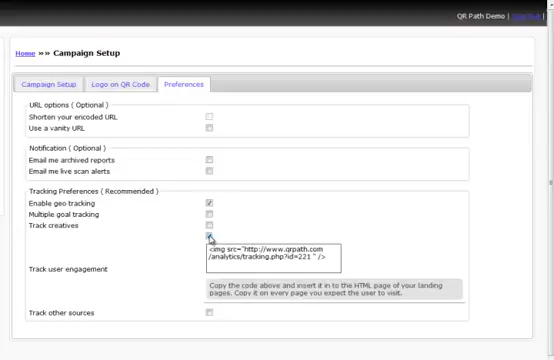 QR Path Demo |
Home »» Campaign Setup
Campaign Setup Logo on QR Code Preferences
URL options ( Optional )
Shorten your encoded URL
Use a vanity URL
Notification ( Optional )
Email me archived reports
Email me live scan alerts
Tracking Preferences ( Recommended )
Enable geo tracking
Multiple goal tracking
Track creatives
<img src="http://www.qrpath.com
/analytics/tracking.php?id=221 " />
Track user engagement
Copy the code above and insert it in to the HTML page of your landing
pages. Copy it on every page you expect the user to visit.
Track other sources